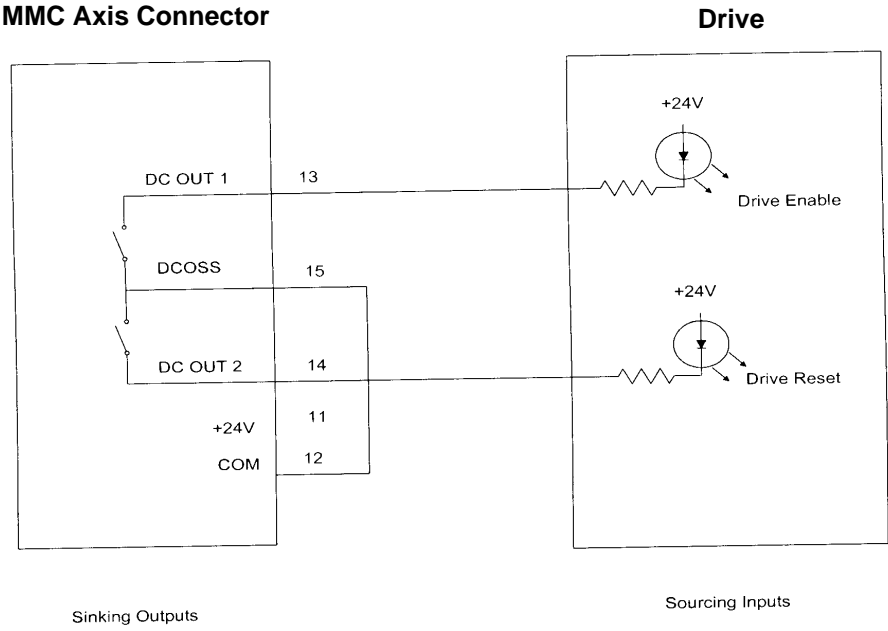 MMC Axis Connector
Drive
+24V
DC OUT 1
13
Drive Enable
DCOSS
15
+24V
DC OUT 2
14
Drive Reset
+24V
11
COM
12
Sinking Outputs
Sourcing Inputs